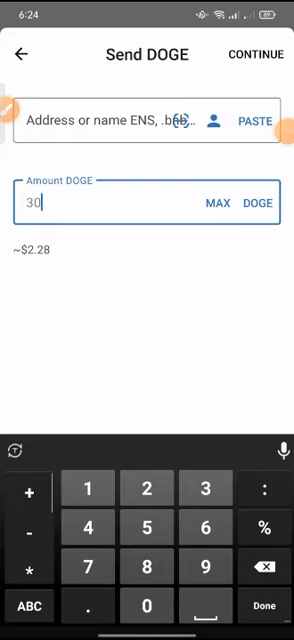 6:24
Send DOGE
CONTINUE
Address or name ENS, .bnb...
PASTE
Amount DOGE
30
MAX
DOGE
~$2.28
+ 1 2 3 :
- 4 5 6 %
* 7 8 9
ABC . 0 Done